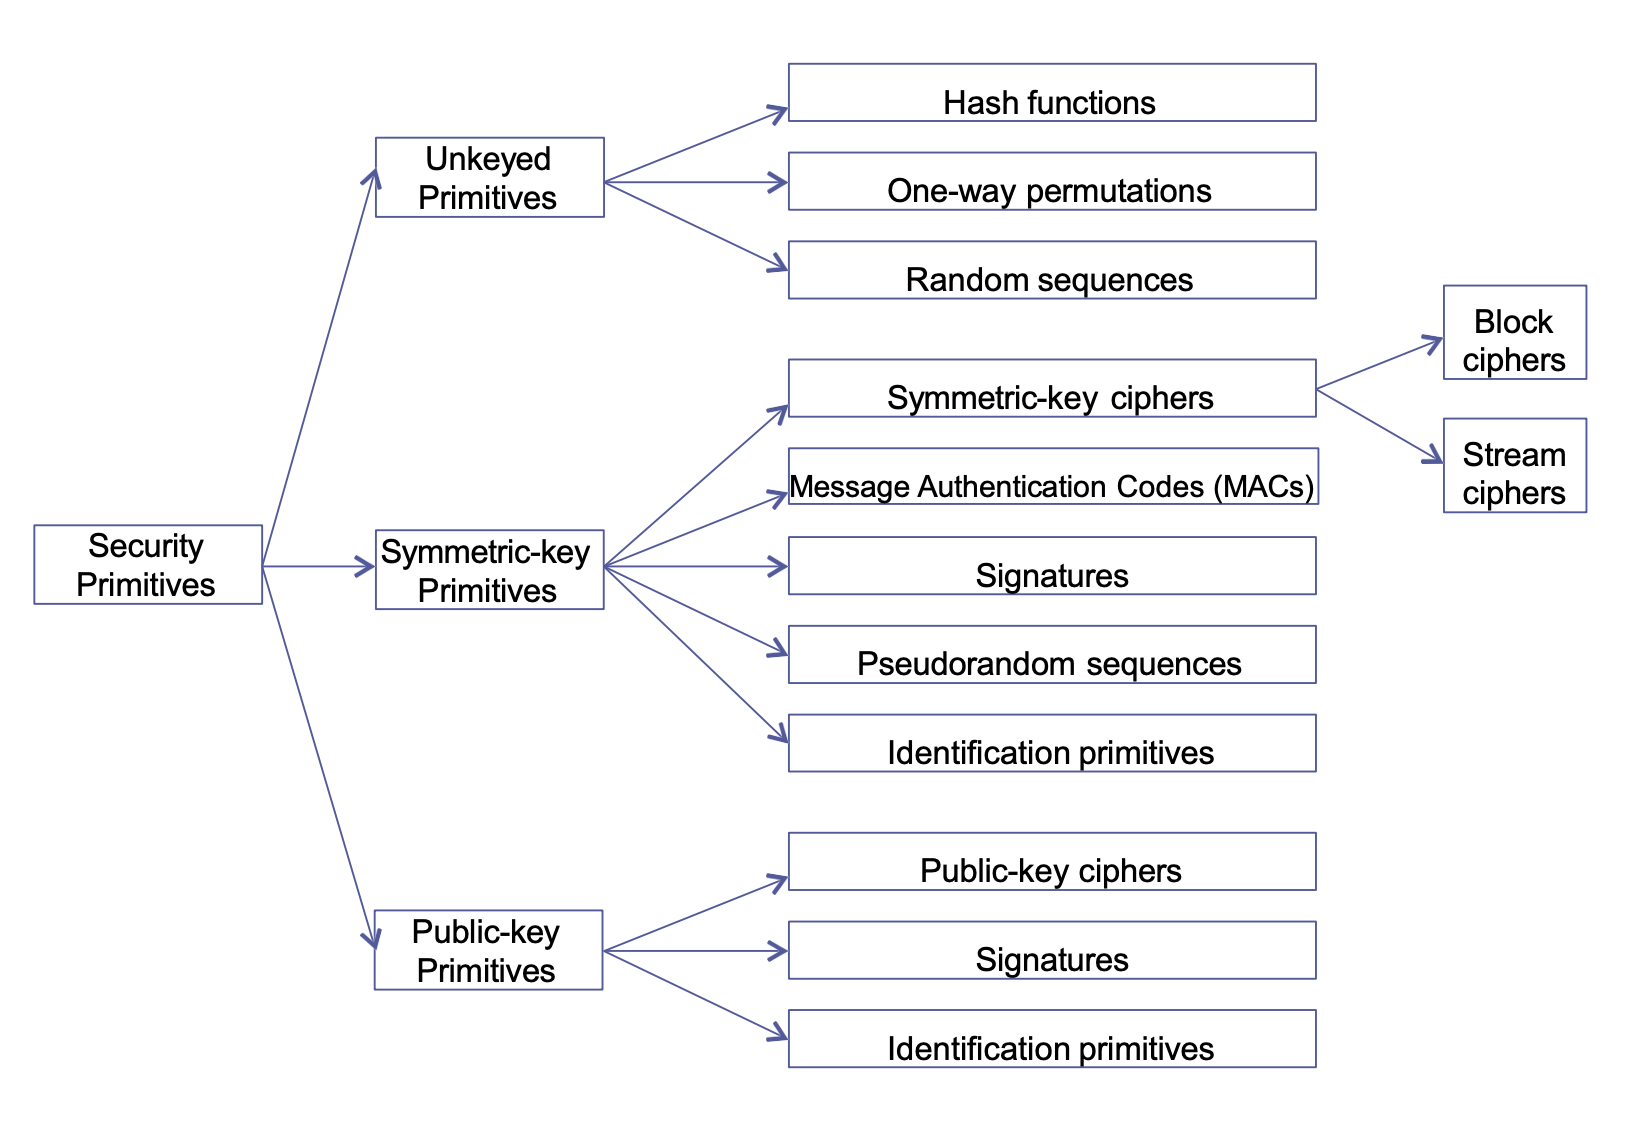 Security
Primitives
Unkeyed
Primitives
Hash functions
One-way permutations
Random sequences
Symmetric-key
Primitives
Symmetric-key ciphers
Block
ciphers
Stream
ciphers
Message Authentication Codes (MACs)
Signatures
Pseudorandom sequences
Identification primitives
Public-key
Primitives
Public-key ciphers
Signatures
Identification primitives